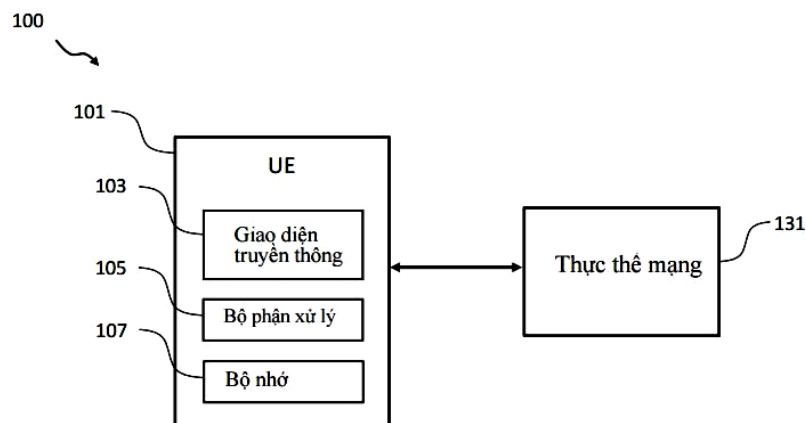 100
101
UE
103
Giao diện
truyền thông
131
Thực thể mạng
105
Bộ phận xử lý
107
Bộ nhớ